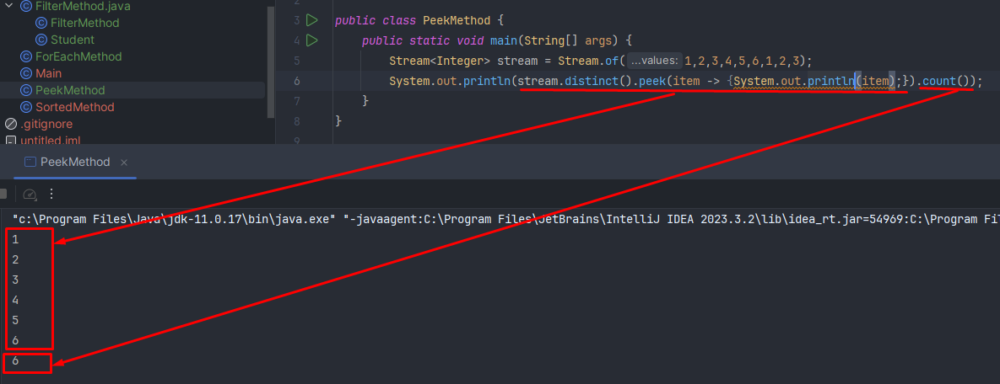 FilterMethod.java
FilterMethod
Student
ForEachMethod
Main
PeekMethod
SortedMethod
.gitignore
untitled.iml
2
3 public class PeekMethod {
4 public static void main(String[] args) {
5 Stream<Integer> stream = Stream.of( ...values: 1,2,3,4,5,6,1,2,3);
6 System.out.println(stream.distinct().peek(item -> {System.out.println(item);}).count());
7 }
8 }
9
PeekMethod ×
"c:\Program Files\Java\jdk-11.0.17\bin\java.exe" "-javaagent:C:\Program Files\JetBrains\IntelliJ IDEA 2023.3.2\lib\idea_rt.jar=54969:C:\Program Fi
1
2
3
4
5
6
6